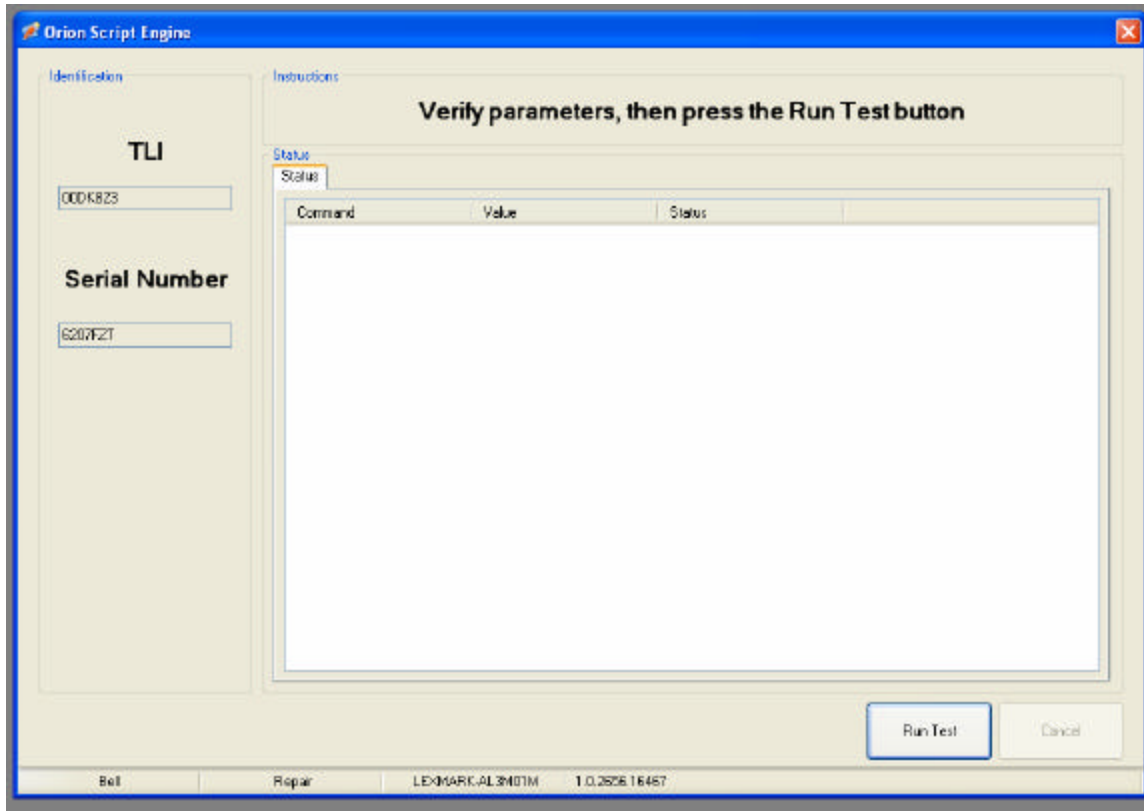 Orion Script Engine
Identification
Instructions
Verify parameters, then press the Run Test button
TLI
00DK823
Serial Number
6207FZT
Status
Status
Command Value Status
Run Test Cancel
Bell Repair LEXMARK-AL3M01M 1.0.2656.16467